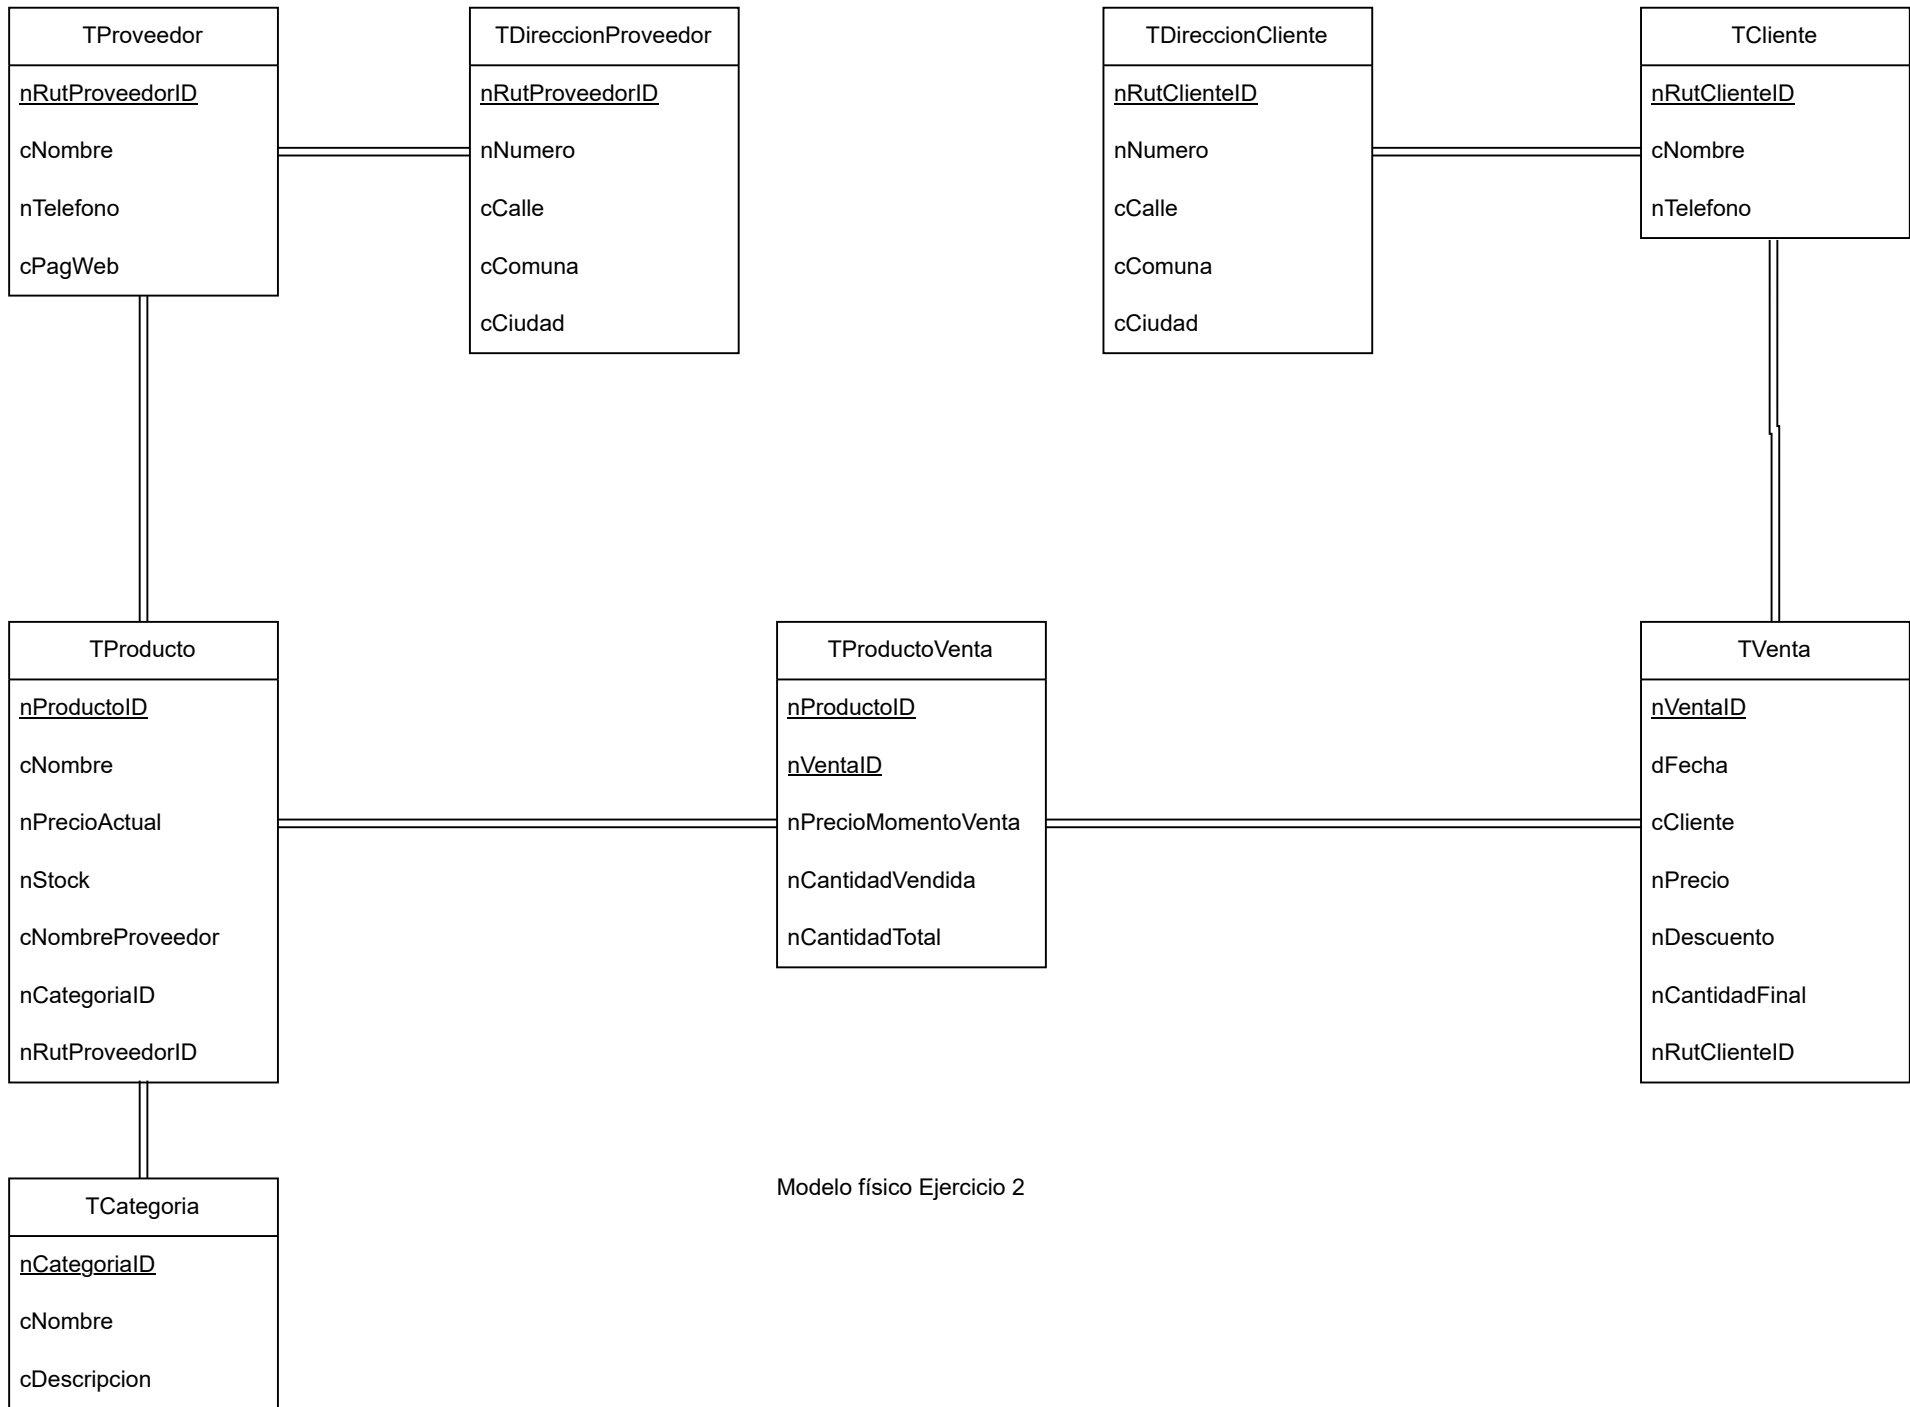 TProveedor
nRutProveedorID
cNombre
nTelefono
cPagWeb
TDireccionProveedor
nRutProveedorID
nNumero
cCalle
cComuna
cCiudad
TDireccionCliente
nRutClienteID
nNumero
cCalle
cComuna
cCiudad
TCliente
nRutClienteID
cNombre
nTelefono
TProducto
nProductoID
cNombre
nPrecioActual
nStock
cNombreProveedor
nCategoriaID
nRutProveedorID
TProductoVenta
nProductoID
nVentaID
nPrecioMomentoVenta
nCantidadVendida
nCantidadTotal
TVenta
nVentaID
dFecha
cCliente
nPrecio
nDescuento
nCantidadFinal
nRutClienteID
TCategoria
nCategoriaID
cNombre
cDescripcion
Modelo físico Ejercicio 2